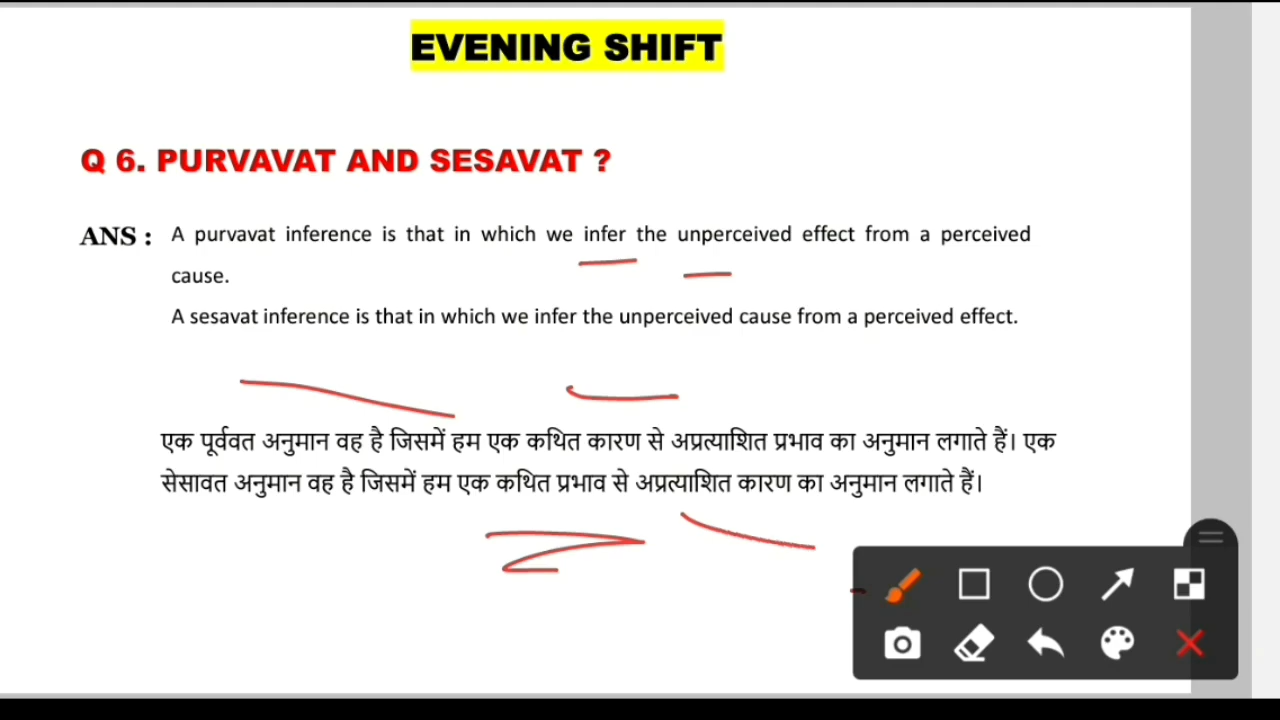 EVENING SHIFT
Q 6. PURVAVAT AND SESAVAT ?
ANS : A purvavat inference is that in which we infer the unperceived effect from a perceived
cause.
A sesavat inference is that in which we infer the unperceived cause from a perceived effect.
एक पूर्ववत अनुमान वह है जिसमें हम एक कथित कारण से अप्रत्याशित प्रभाव का अनुमान लगाते हैं। एक
सेसावत अनुमान वह है जिसमें हम एक कथित प्रभाव से अप्रत्याशित कारण का अनुमान लगाते हैं।